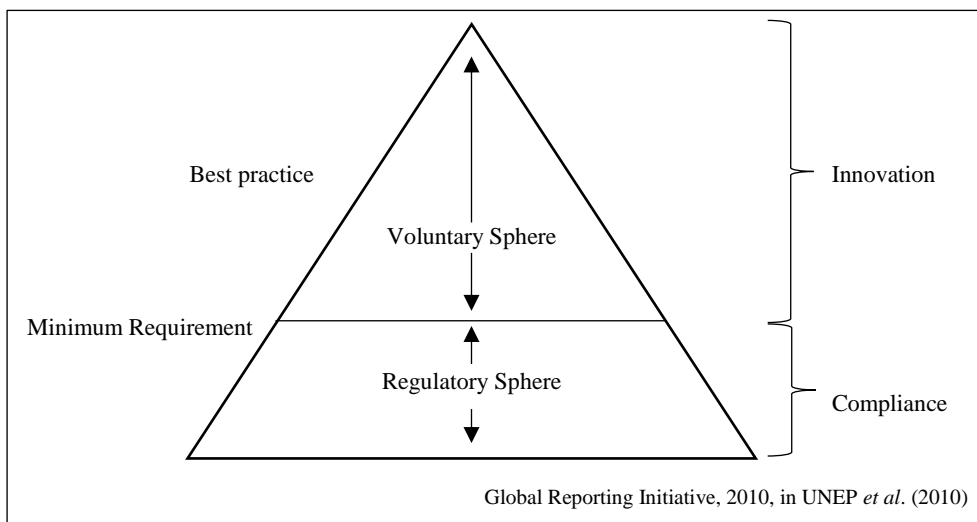 Best practice
Innovation
Voluntary Sphere
Minimum Requirement
Regulatory Sphere
Compliance
Global Reporting Initiative, 2010, in UNEP et al. (2010)